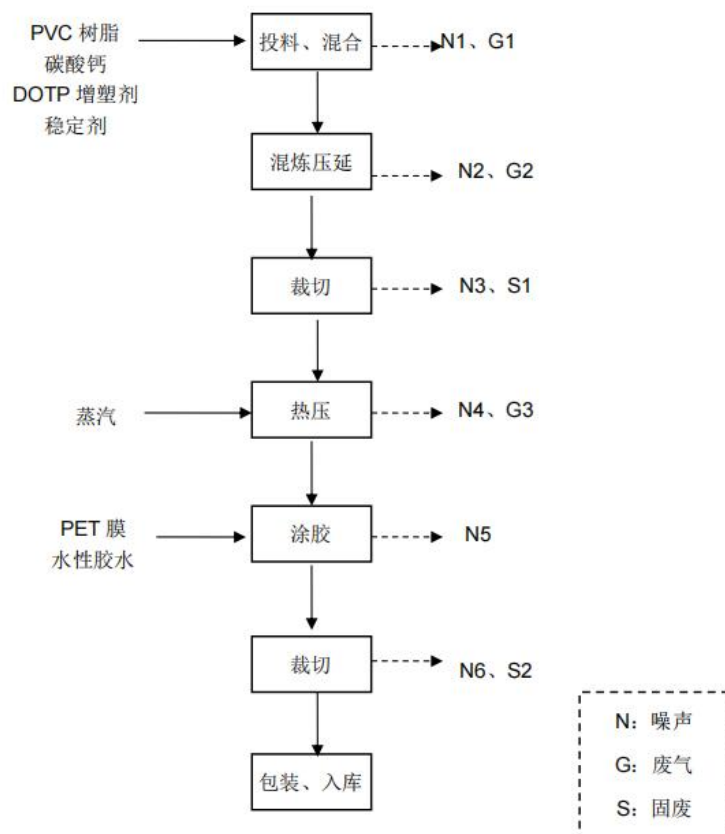 PVC 树脂
碳酸钙
DOTP 增塑剂
稳定剂
投料、混合
N1、G1
混炼压延
N2、G2
裁切
N3、S1
蒸汽
热压
N4、G3
PET 膜
水性胶水
涂胶
N5
裁切
N6、S2
包装、入库
N：噪声
G：废气
S：固废